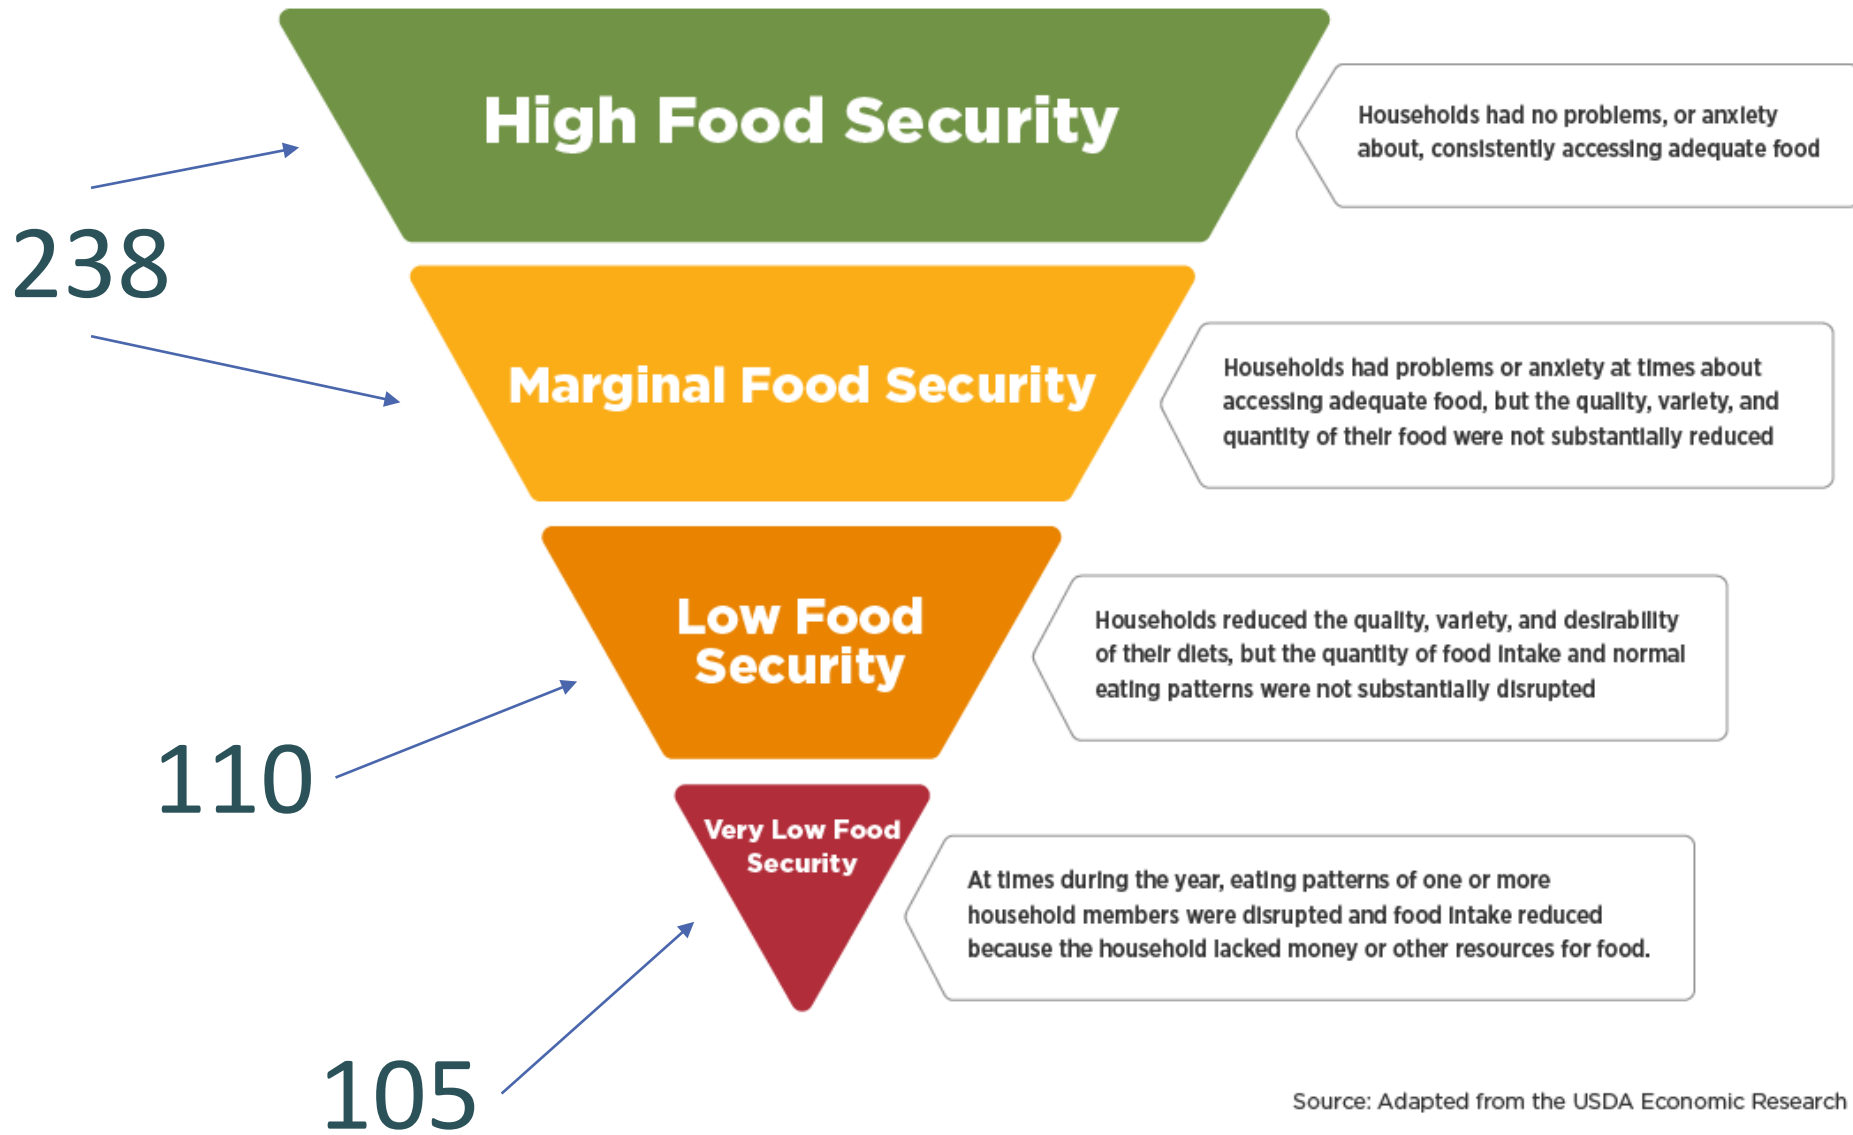 High Food Security
Households had no problems, or anxiety
about, consistently accessing adequate food
238
Marginal Food Security
Households had problems or anxiety at times about
accessing adequate food, but the quality, variety, and
quantity of their food were not substantially reduced
Low Food
Security
Households reduced the quality, variety, and desirability
of their diets, but the quantity of food intake and normal
eating patterns were not substantially disrupted
110
Very Low Food
Security
At times during the year, eating patterns of one or more
household members were disrupted and food intake reduced
because the household lacked money or other resources for food.
105
Source: Adapted from the USDA Economic Research